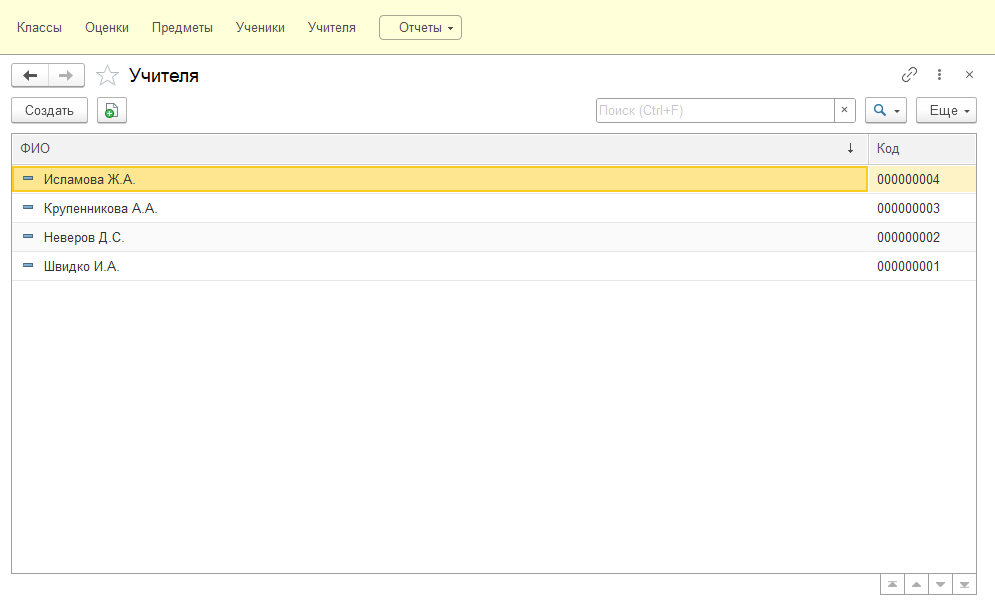 Классы Оценки Предметы Ученики Учителя Отчеты
Учителя
Создать Поиск (Ctrl+F) × Еще
ФИО ↓ Код
Исламова Ж.А. 000000004
Крупенникова А.А. 000000003
Неверов Д.С. 000000002
Швидко И.А. 000000001